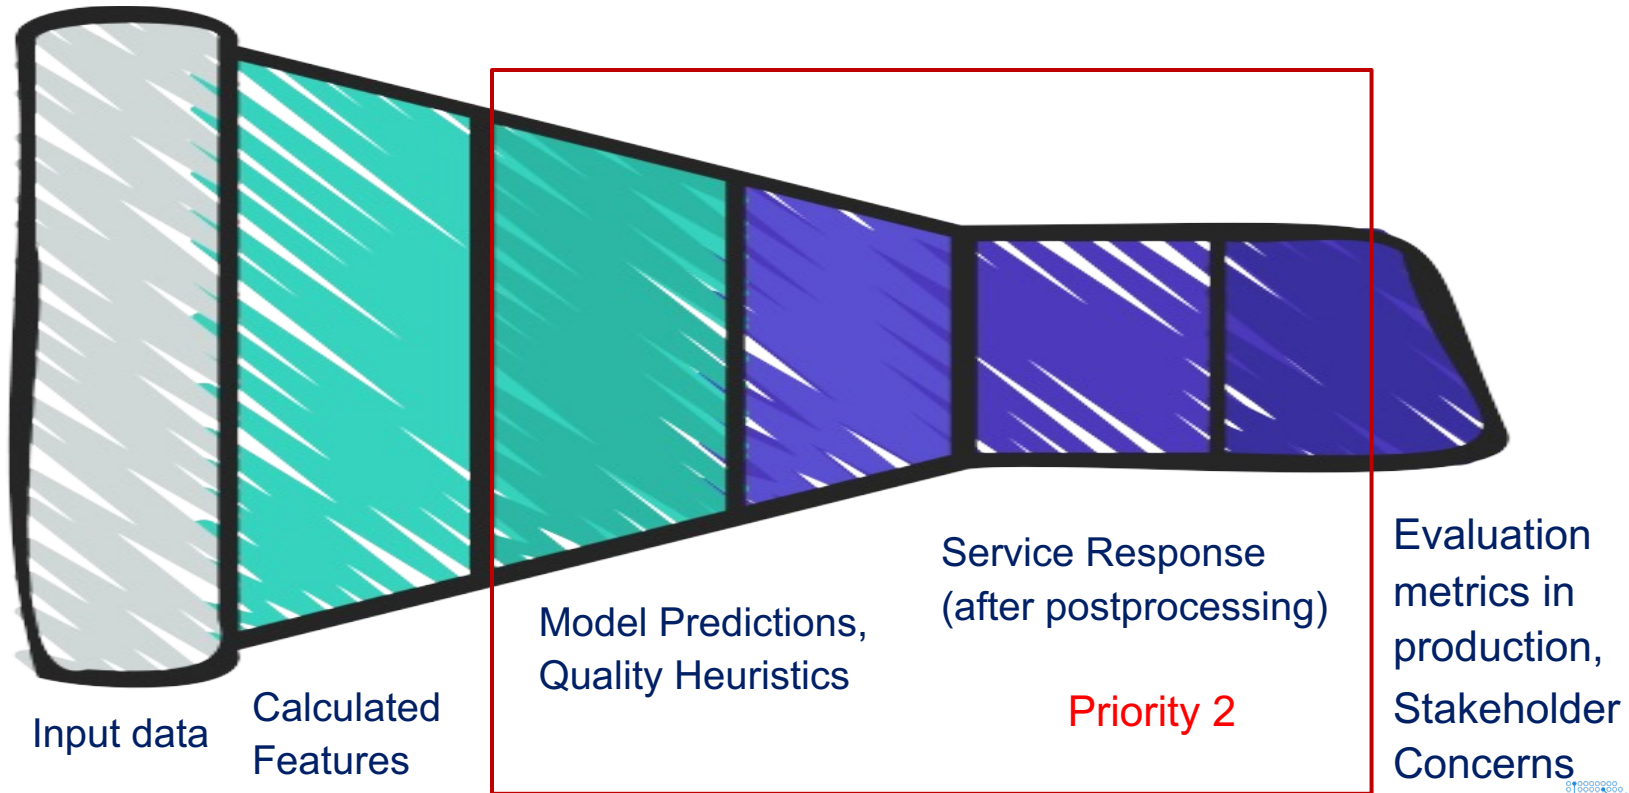 Input data
Calculated
Features
Model Predictions,
Quality Heuristics
Service Response
(after postprocessing)
Priority 2
Evaluation
metrics in
production,
Stakeholder
Concerns